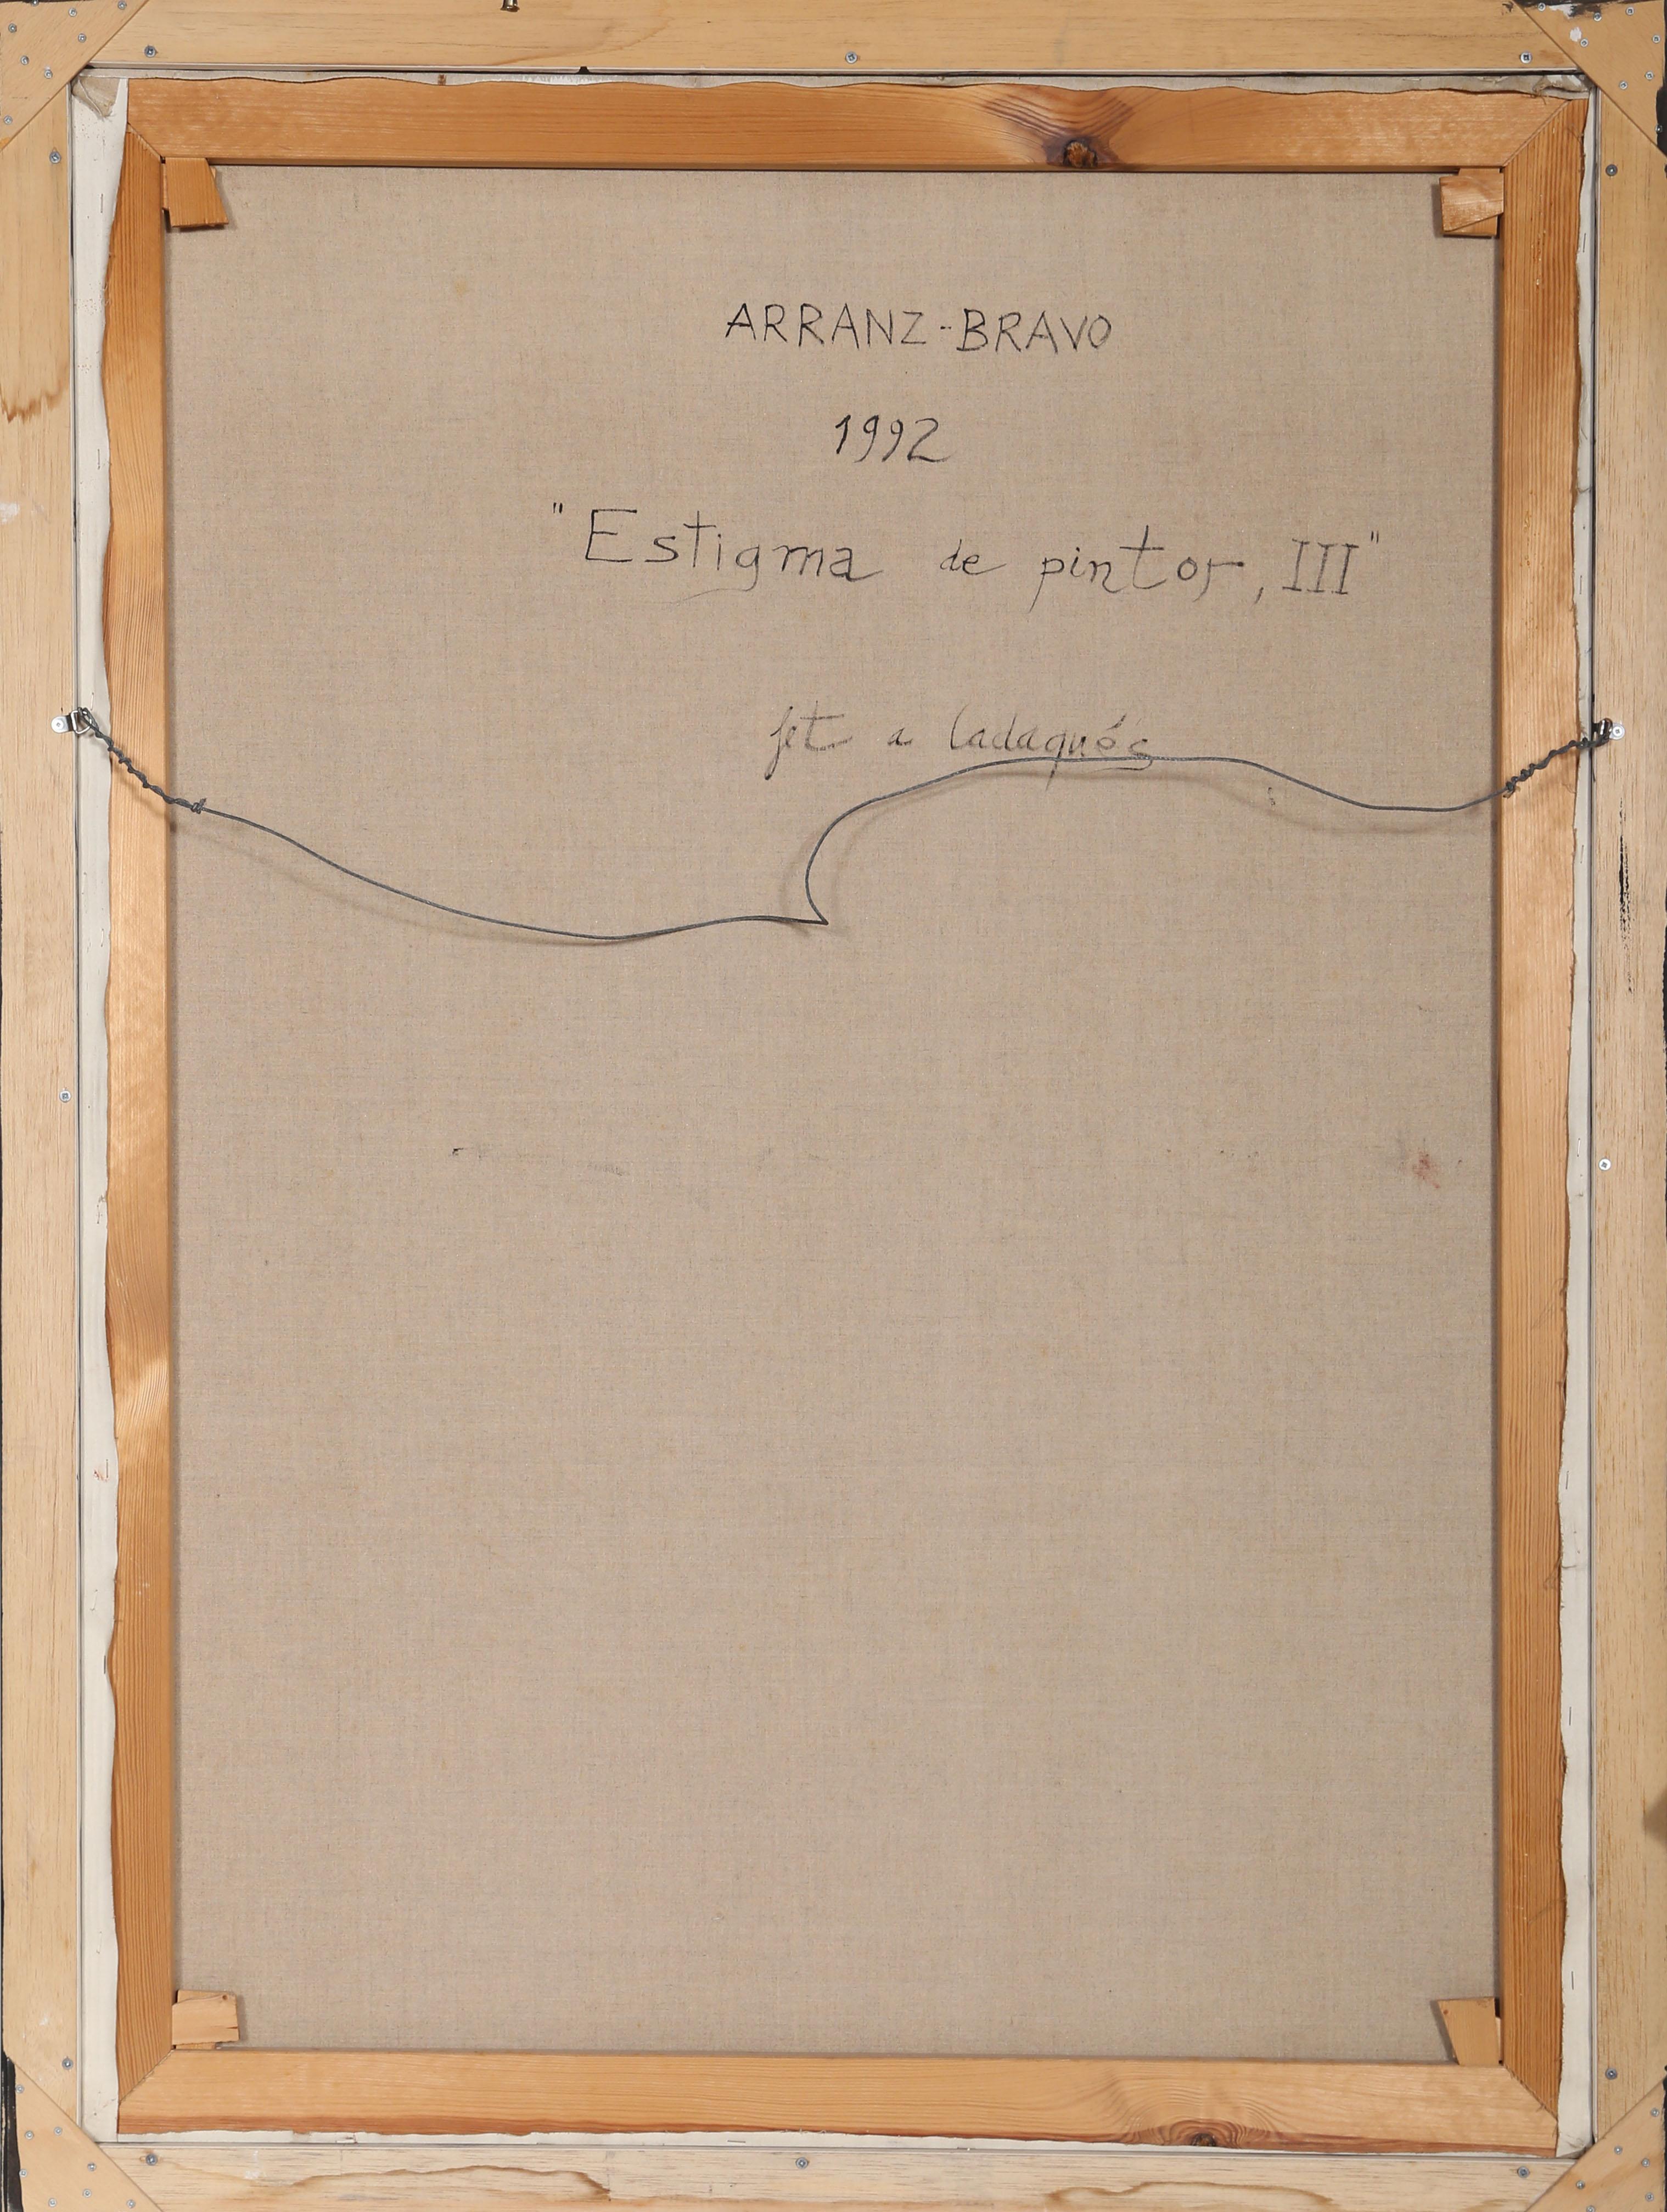 ARRANZ-BRAVO
1992
"Estigma de pintor, III"
fet a Cadaqués